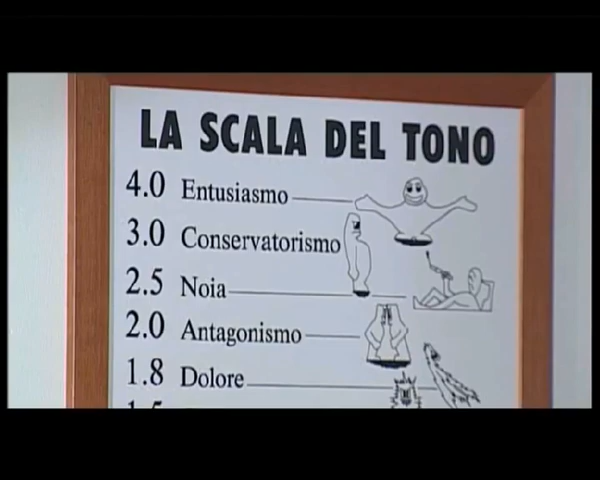 LA SCALA DEL TONO
4.0 Entusiasmo
3.0 Conservatorismo
2.5 Noia
2.0 Antagonismo
1.8 Dolore